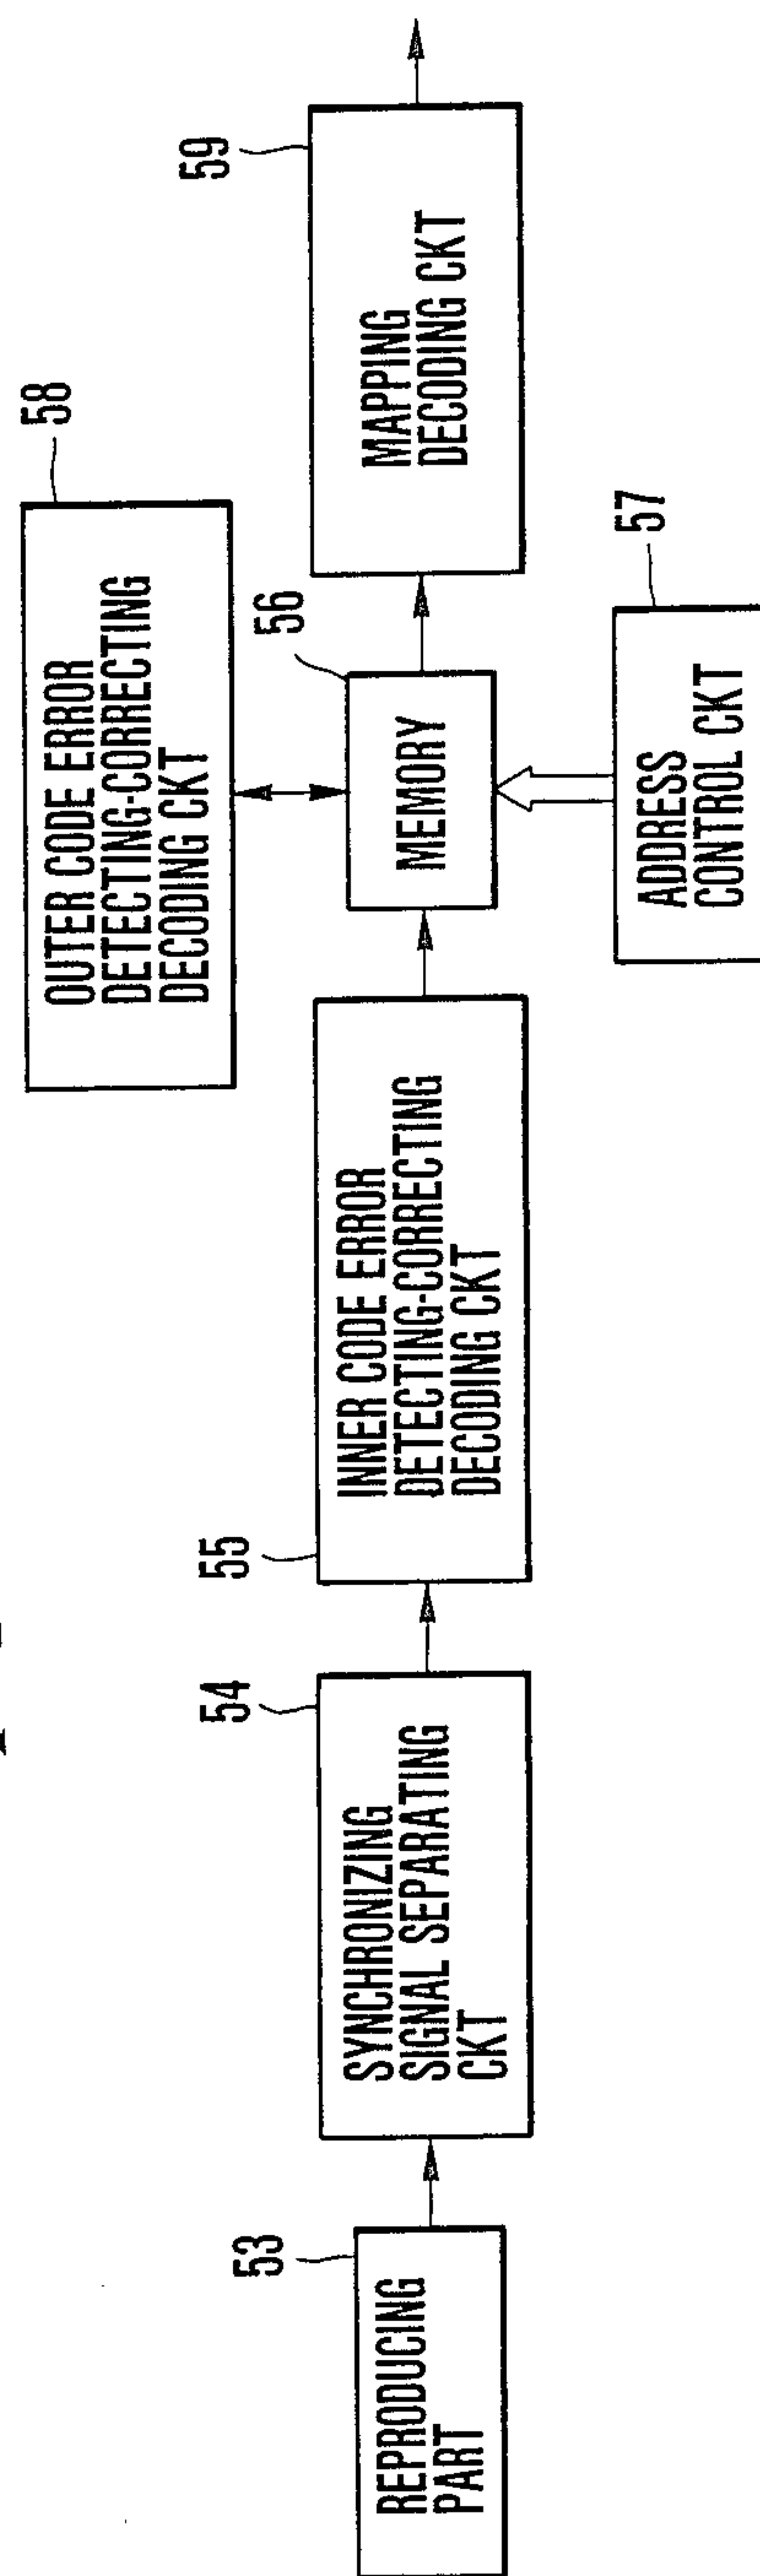 53
REPRODUCING
PART
54
SYNCHRONIZING
SIGNAL SEPARATING
CKT
55
INNER CODE ERROR
DETECTING-CORRECTING
DECODING CKT
56
MEMORY
57
ADDRESS
CONTROL CKT
58
OUTER CODE ERROR
DETECTING-CORRECTING
DECODING CKT
59
MAPPING
DECODING CKT